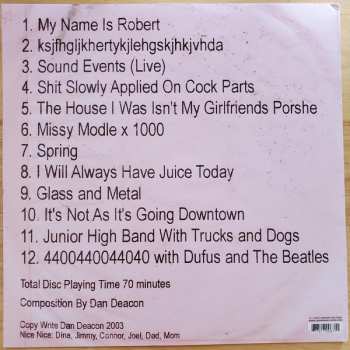 1. My Name Is Robert
2. ksjfhgljkhertykjlehgskjhkjvhda
3. Sound Events (Live)
4. Shit Slowly Applied On Cock Parts
5. The House I Was Isn't My Girlfriends Porshe
6. Missy Modle x 1000
7. Spring
8. I Will Always Have Juice Today
9. Glass and Metal
10. It's Not As It's Going Downtown
11. Junior High Band With Trucks and Dogs
12. 4400440044040 with Dufus and The Beatles
Total Disc Playing Time 70 minutes
Composition By Dan Deacon
Copy Write Dan Deacon 2003
Nice Nice: Dina, Jimmy, Connor, Joel, Dad, Mom